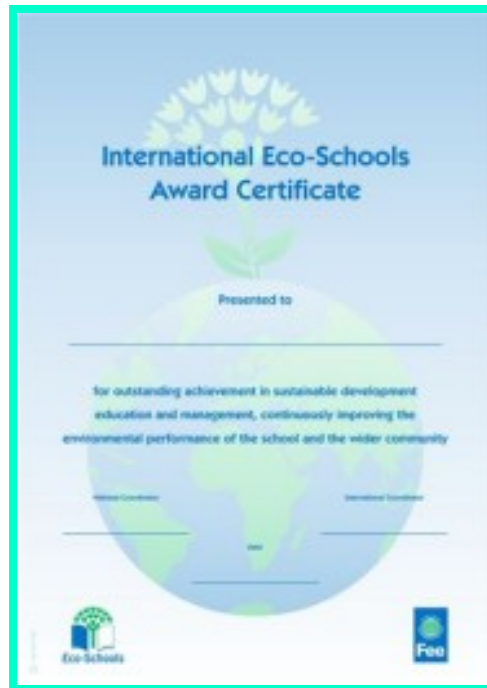 International Eco-Schools
Award Certificate
Presented to
for outstanding achievement in sustainable development
education and management, continuously improving the
environmental performance of the school and the wider community
National Coordinator
International Coordinator
Eco-Schools
Fee